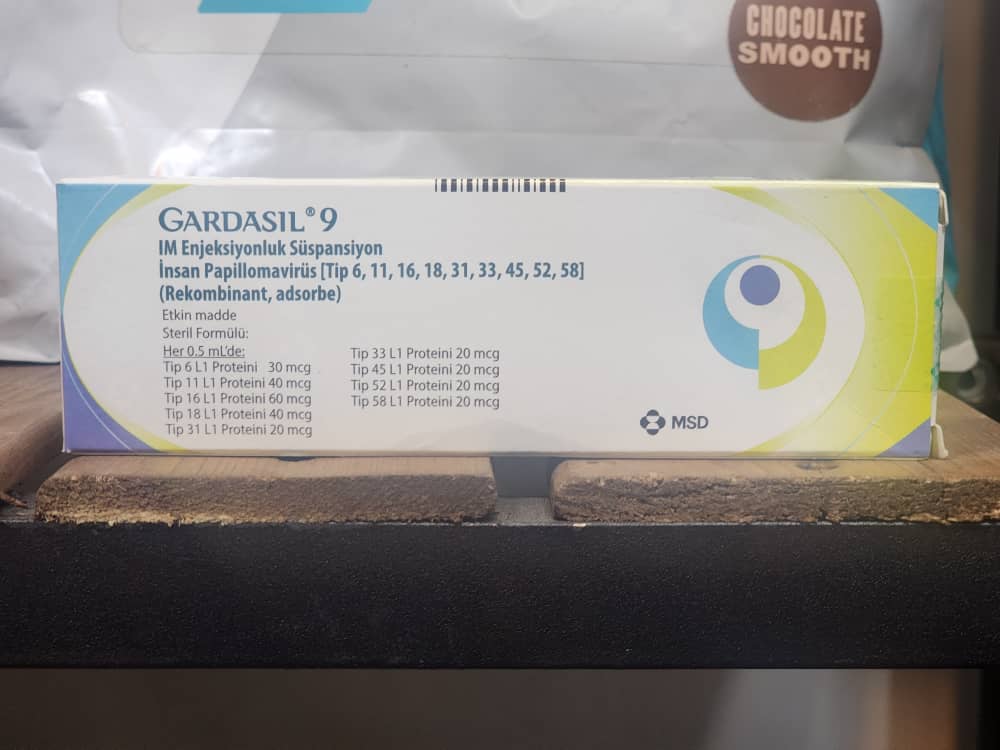 CHOCOLATE
SMOOTH
GARDASIL® 9
IM Enjeksiyonluk Süspansiyon
İnsan Papillomavirüs [Tip 6, 11, 16, 18, 31, 33, 45, 52, 58]
(Rekombinant, adsorbe)
Etkin madde
Steril Formülü:
Her 0.5 mL'de:
Tip 6 L1 Proteini 30 mcg
Tip 11 L1 Proteini 40 mcg
Tip 16 L1 Proteini 60 mcg
Tip 18 L1 Proteini 40 mcg
Tip 31 L1 Proteini 20 mcg
Tip 33 L1 Proteini 20 mcg
Tip 45 L1 Proteini 20 mcg
Tip 52 L1 Proteini 20 mcg
Tip 58 L1 Proteini 20 mcg
MSD